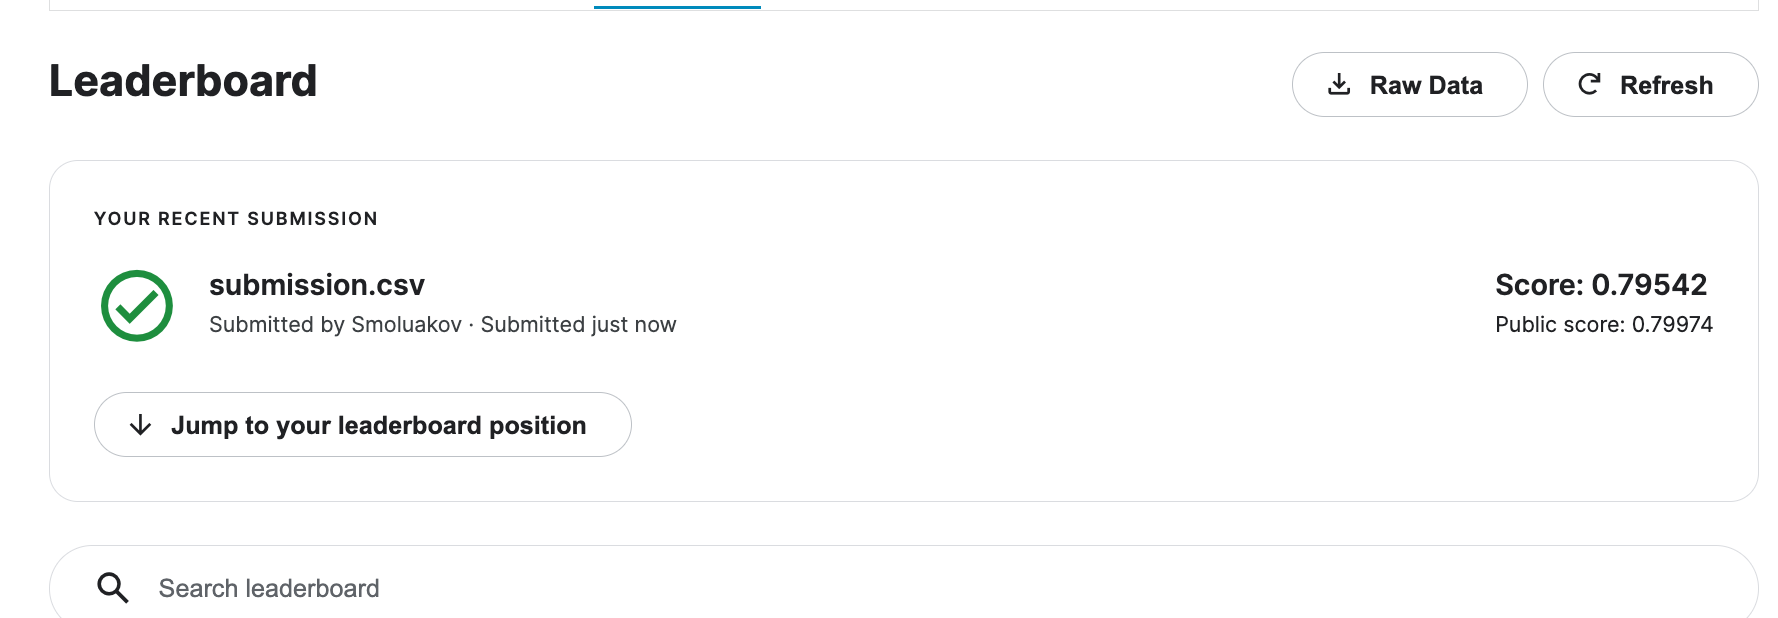 Leaderboard
Raw Data
Refresh
YOUR RECENT SUBMISSION
submission.csv
Submitted by Smoluakov · Submitted just now
Score: 0.79542
Public score: 0.79974
Jump to your leaderboard position
Search leaderboard